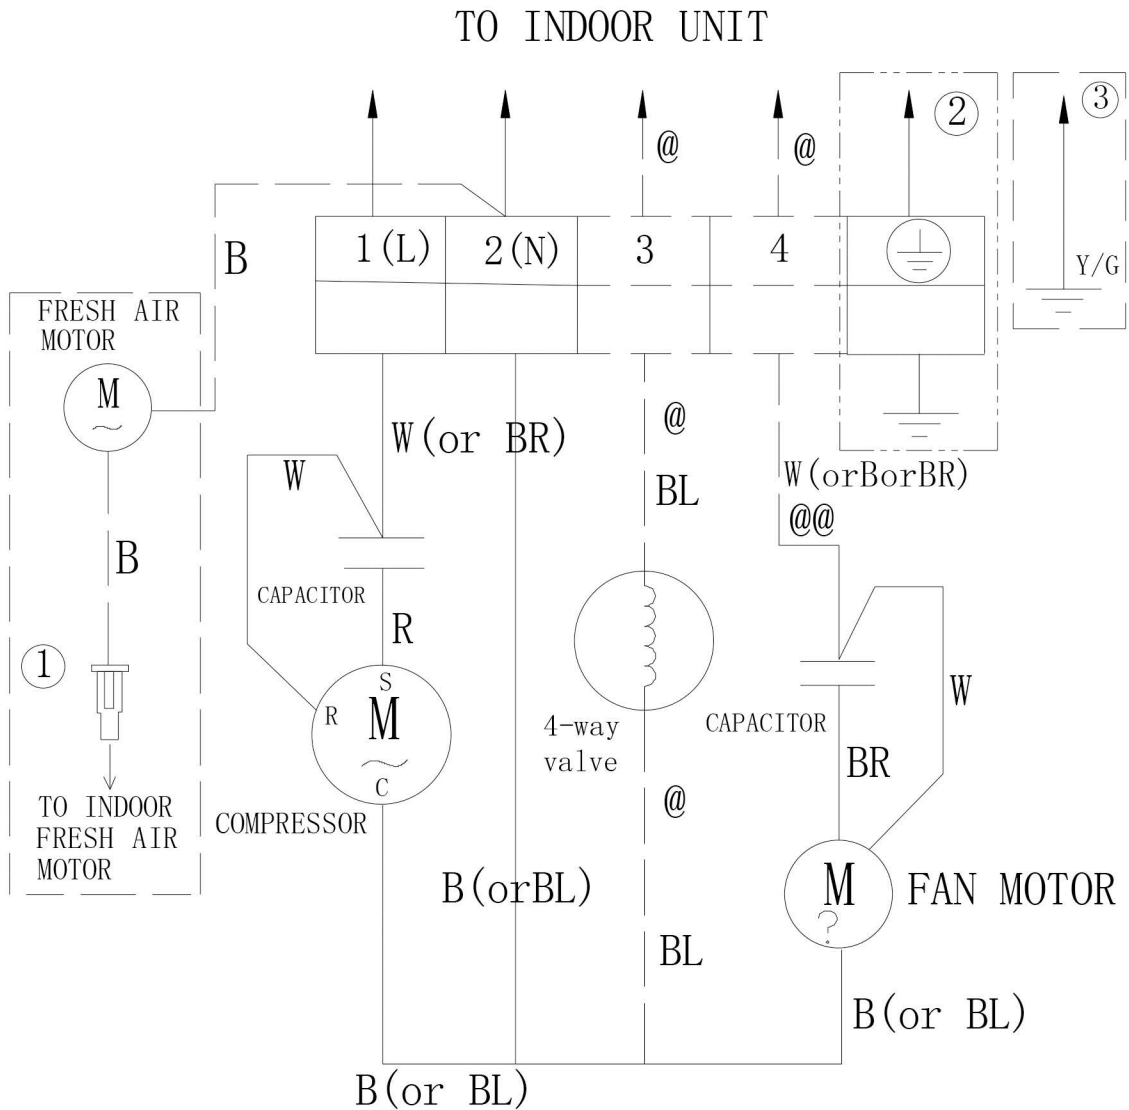 TO INDOOR UNIT
@
@
2
3
1(L)
2(N)
3
4
Y/G
B
FRESH AIR
MOTOR
M
~
@
W(or BR)
W
BL
W(orBorBR)
@@
B
CAPACITOR
R
1
S
R
M
~
C
4-way
valve
CAPACITOR
W
BR
@
TO INDOOR
FRESH AIR
MOTOR
COMPRESSOR
B(orBL)
M
?
FAN MOTOR
BL
B(or BL)
B(or BL)